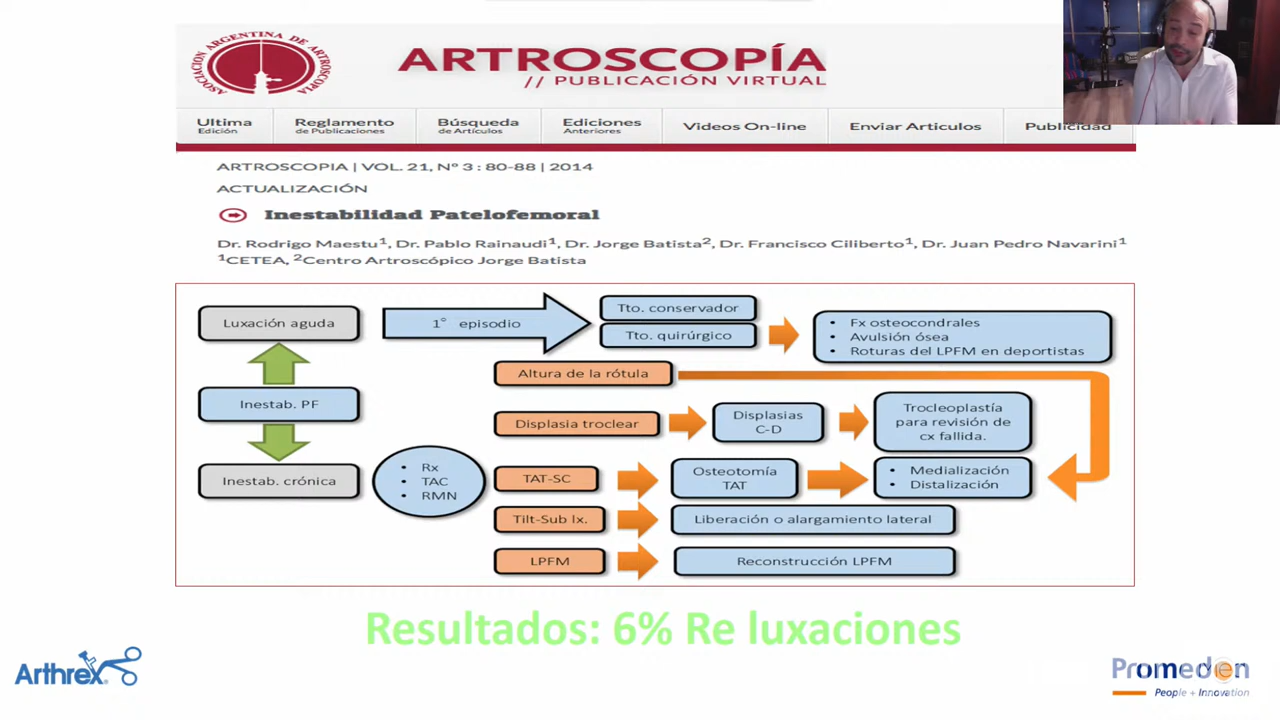 ASOCIACIÓN ARGENTINA DE ARTROSCOPIA
ARTROSCOPÍA
// PUBLICACIÓN VIRTUAL
Ultima
Edición
Reglamento
de Publicaciones
Búsqueda
de Artículos
Ediciones
Anteriores
Videos On-line
Enviar Articulos
Publicidad
ARTROSCOPIA | VOL. 21, N° 3 : 80-88 | 2014
ACTUALIZACIÓN
Inestabilidad Patelofemoral
Dr. Rodrigo Maestu¹, Dr. Pablo Rainaudi¹, Dr. Jorge Batista², Dr. Francisco Ciliberto¹, Dr. Juan Pedro Navarini¹
¹CETEA, ²Centro Artroscópico Jorge Batista
Luxación aguda
1° episodio
Tto. conservador
Tto. quirúrgico
• Fx osteocondrales
• Avulsión ósea
• Roturas del LPFM en deportistas
Altura de la rótula
Inestab. PF
Displasia troclear
Displasias
C-D
Trocleoplastía
para revisión de
cx fallida.
Inestab. crónica
• Rx
• TAC
• RMN
TAT-SC
Osteotomía
TAT
• Medialización
• Distalización
Tilt-Sub lx.
Liberación o alargamiento lateral
LPFM
Reconstrucción LPFM
Resultados: 6% Re luxaciones
Arthrex
Promedon
People + Innovation